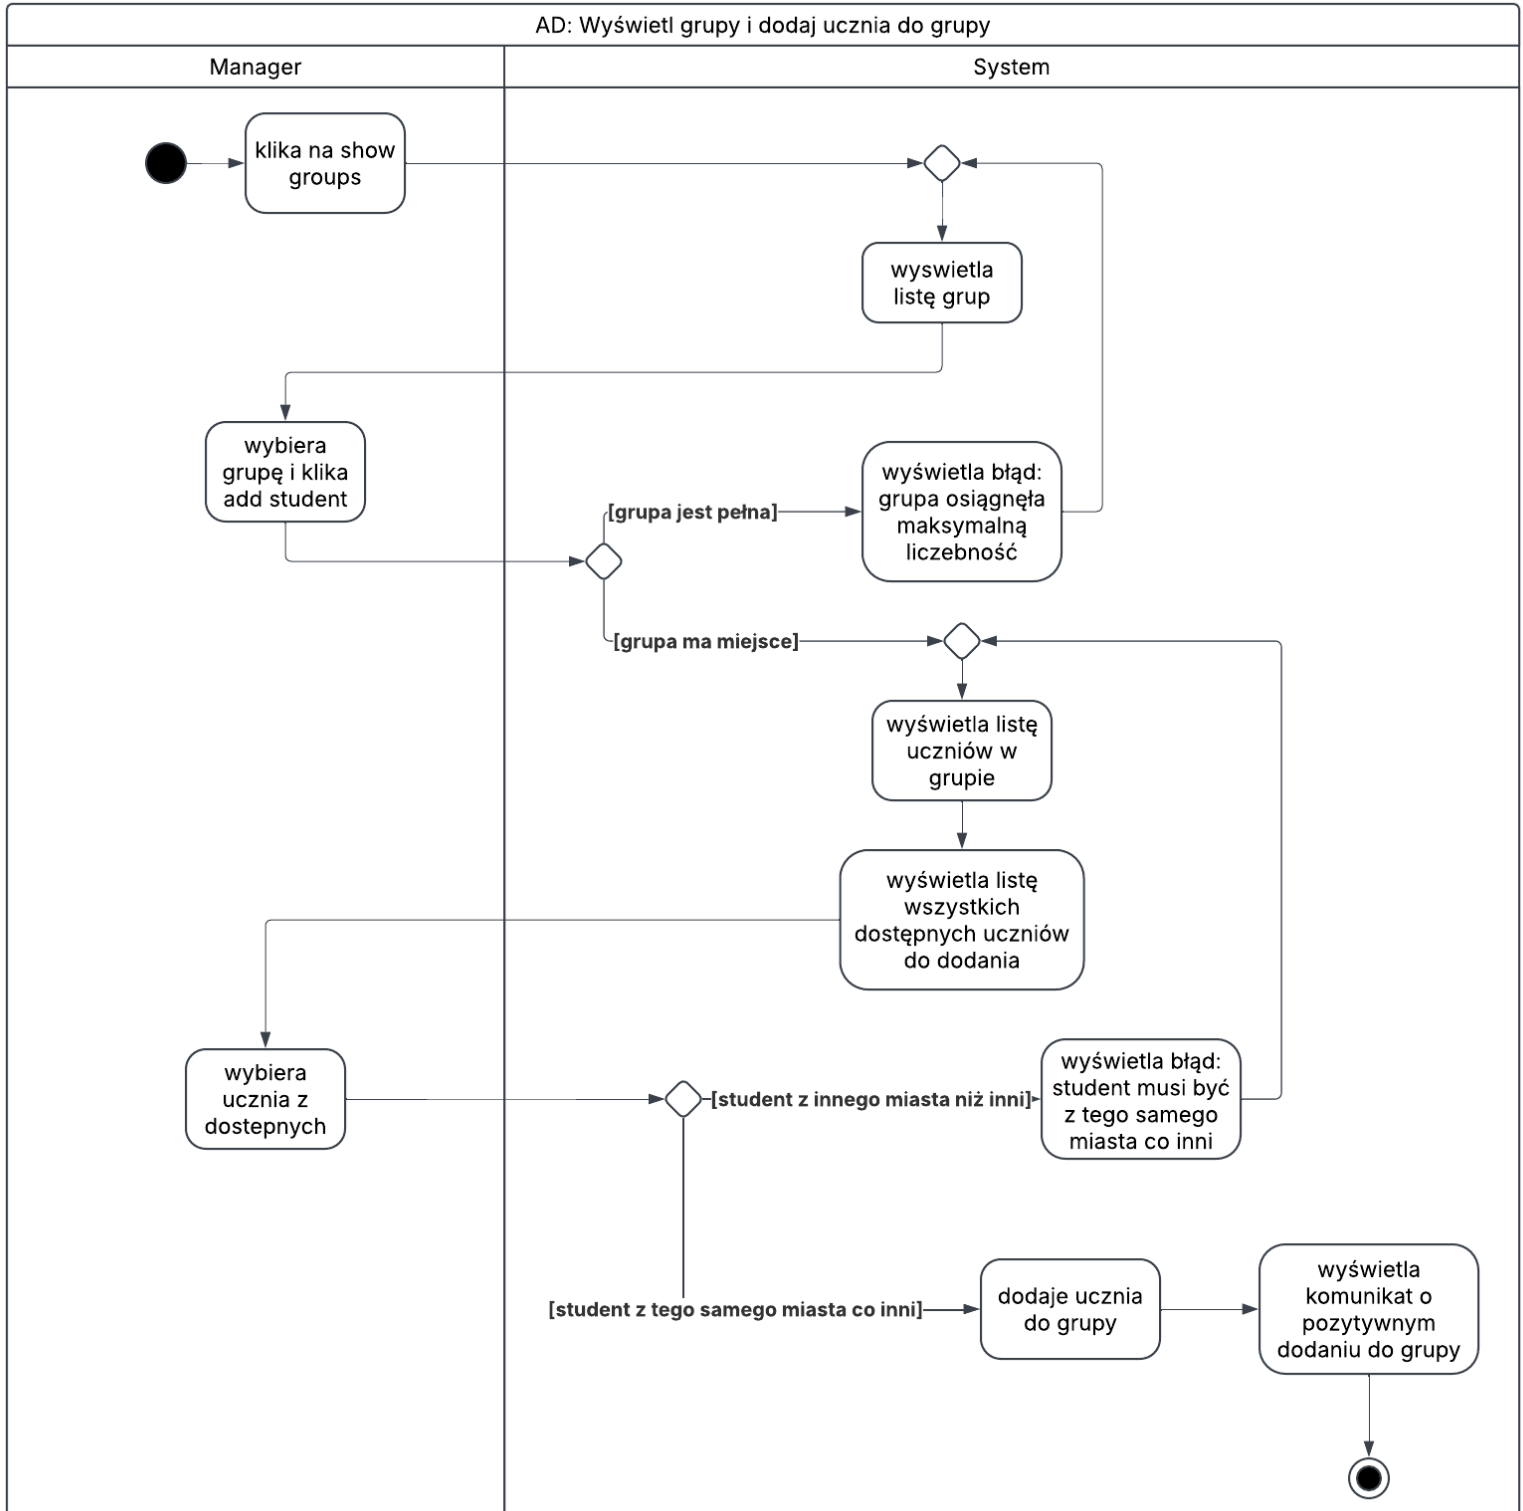 AD: Wyświetl grupy i dodaj ucznia do grupy
Manager
System
klika na show
groups
wyswietla
listę grup
wybiera
grupę i klika
add student
[grupa jest pełna]
wyświetla błąd:
grupa osiągnęła
maksymalną
liczebność
[grupa ma miejsce]
wyświetla listę
uczniów w
grupie
wyświetla listę
wszystkich
dostępnych uczniów
do dodania
wybiera
ucznia z
dostepnych
[student z innego miasta niż inni]
wyświetla błąd:
student musi być
z tego samego
miasta co inni
[student z tego samego miasta co inni]
dodaje ucznia
do grupy
wyświetla
komunikat o
pozytywnym
dodaniu do grupy